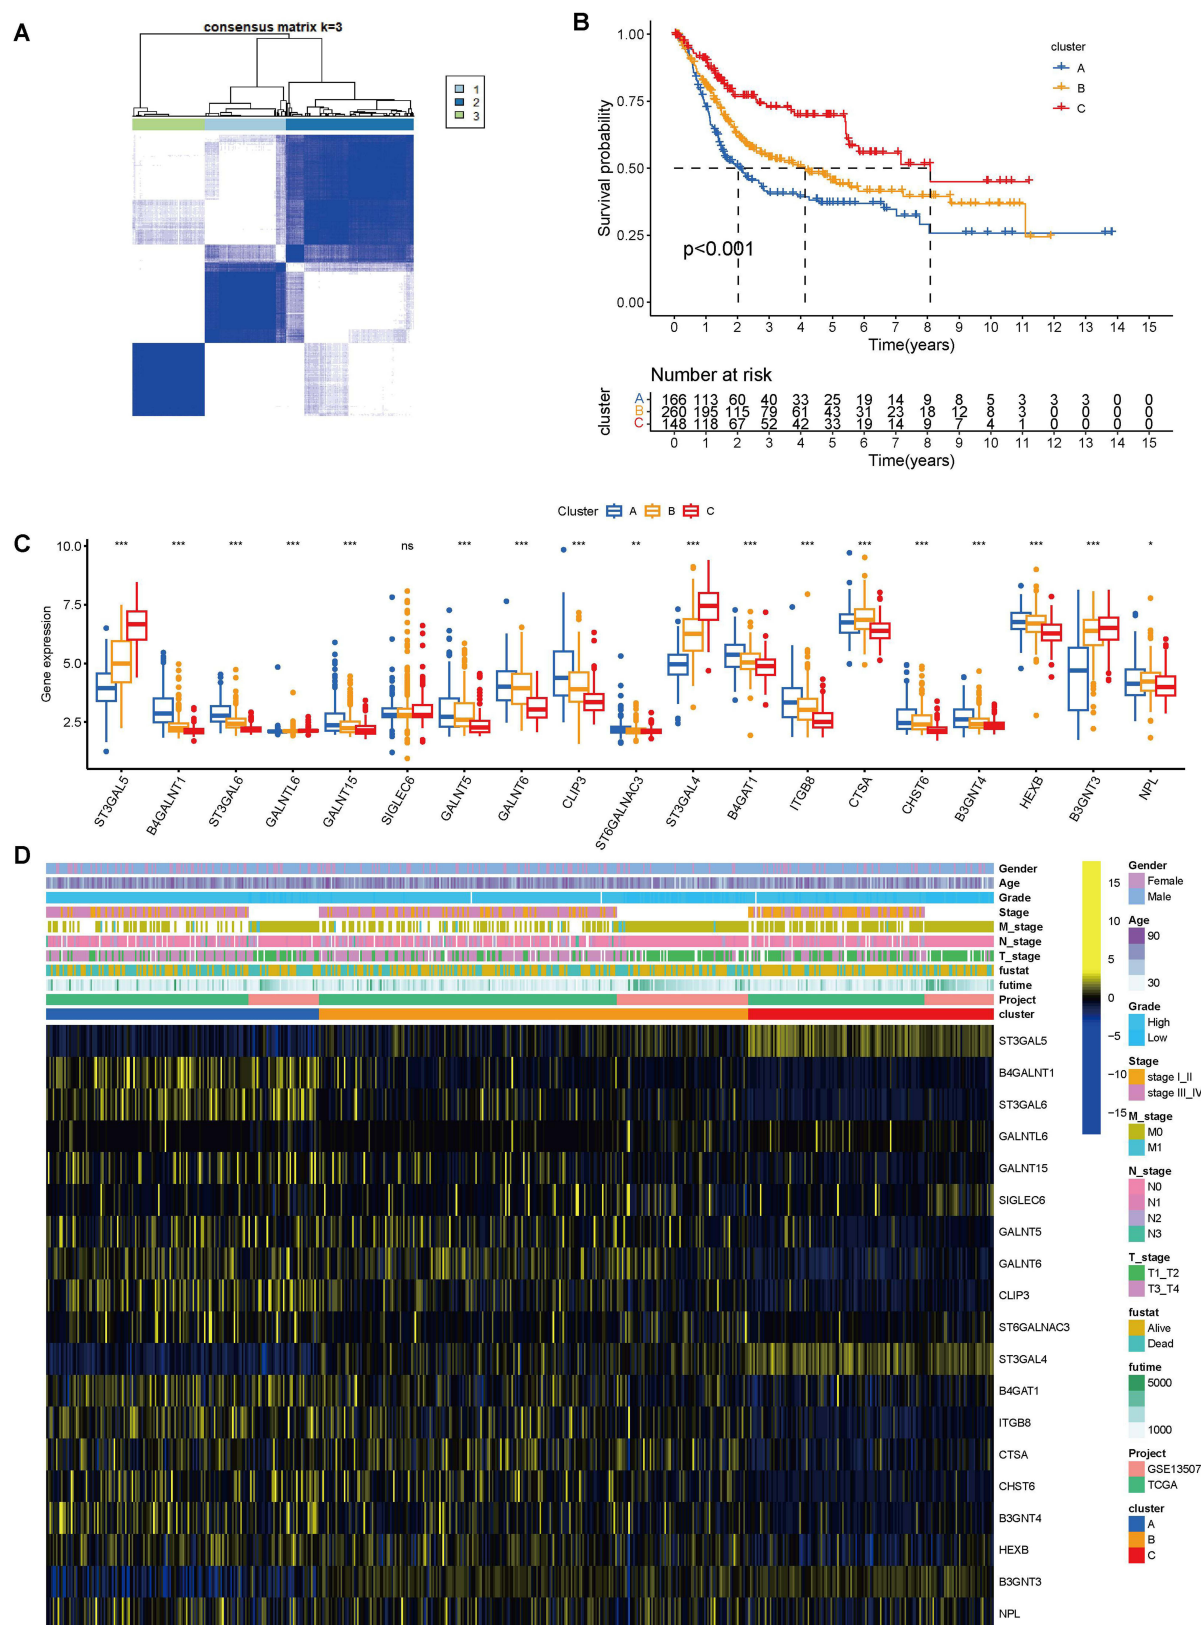 A
consensus matrix k=3
1
2
3
B
1.00
0.75
0.50
0.25
0.00
Survival probability
p<0.001
cluster
A
B
C
0 1 2 3 4 5 6 7 8 9 10 11 12 13 14 15
Time(years)
Number at risk
cluster
A 166 113 60 40 33 25 19 14 9 8 5 3 3 3 0 0
B 260 195 115 79 61 43 31 23 18 12 8 3 0 0 0 0
C 148 118 67 52 42 33 19 14 9 7 4 1 0 0 0 0
0 1 2 3 4 5 6 7 8 9 10 11 12 13 14 15
Time(years)
Cluster A B C
C
10.0
7.5
5.0
2.5
Gene expression
*** *** *** *** *** ns *** *** *** ** *** *** *** *** *** *** *** *** *
ST3GAL5
B4GALNT1
ST3GAL6
GALNTL6
GALNT15
SIGLEC6
GALNT5
GALNT6
CLIP3
ST6GALNAC3
ST3GAL4
B4GAT1
ITGB8
CTSA
CHST6
B3GNT4
HEXB
B3GNT3
NPL
D
Gender
Age
Grade
Stage
M_stage
N_stage
T_stage
fustat
futime
Project
cluster
ST3GAL5
B4GALNT1
ST3GAL6
GALNTL6
GALNT15
SIGLEC6
GALNT5
GALNT6
CLIP3
ST6GALNAC3
ST3GAL4
B4GAT1
ITGB8
CTSA
CHST6
B3GNT4
HEXB
B3GNT3
NPL
15
10
5
0
−5
−10
−15
Gender
Female
Male
Age
90
30
Grade
High
Low
Stage
stage I_II
stage III_IV
M_stage
M0
M1
N_stage
N0
N1
N2
N3
T_stage
T1_T2
T3_T4
fustat
Alive
Dead
futime
5000
1000
Project
GSE13507
TCGA
cluster
A
B
C